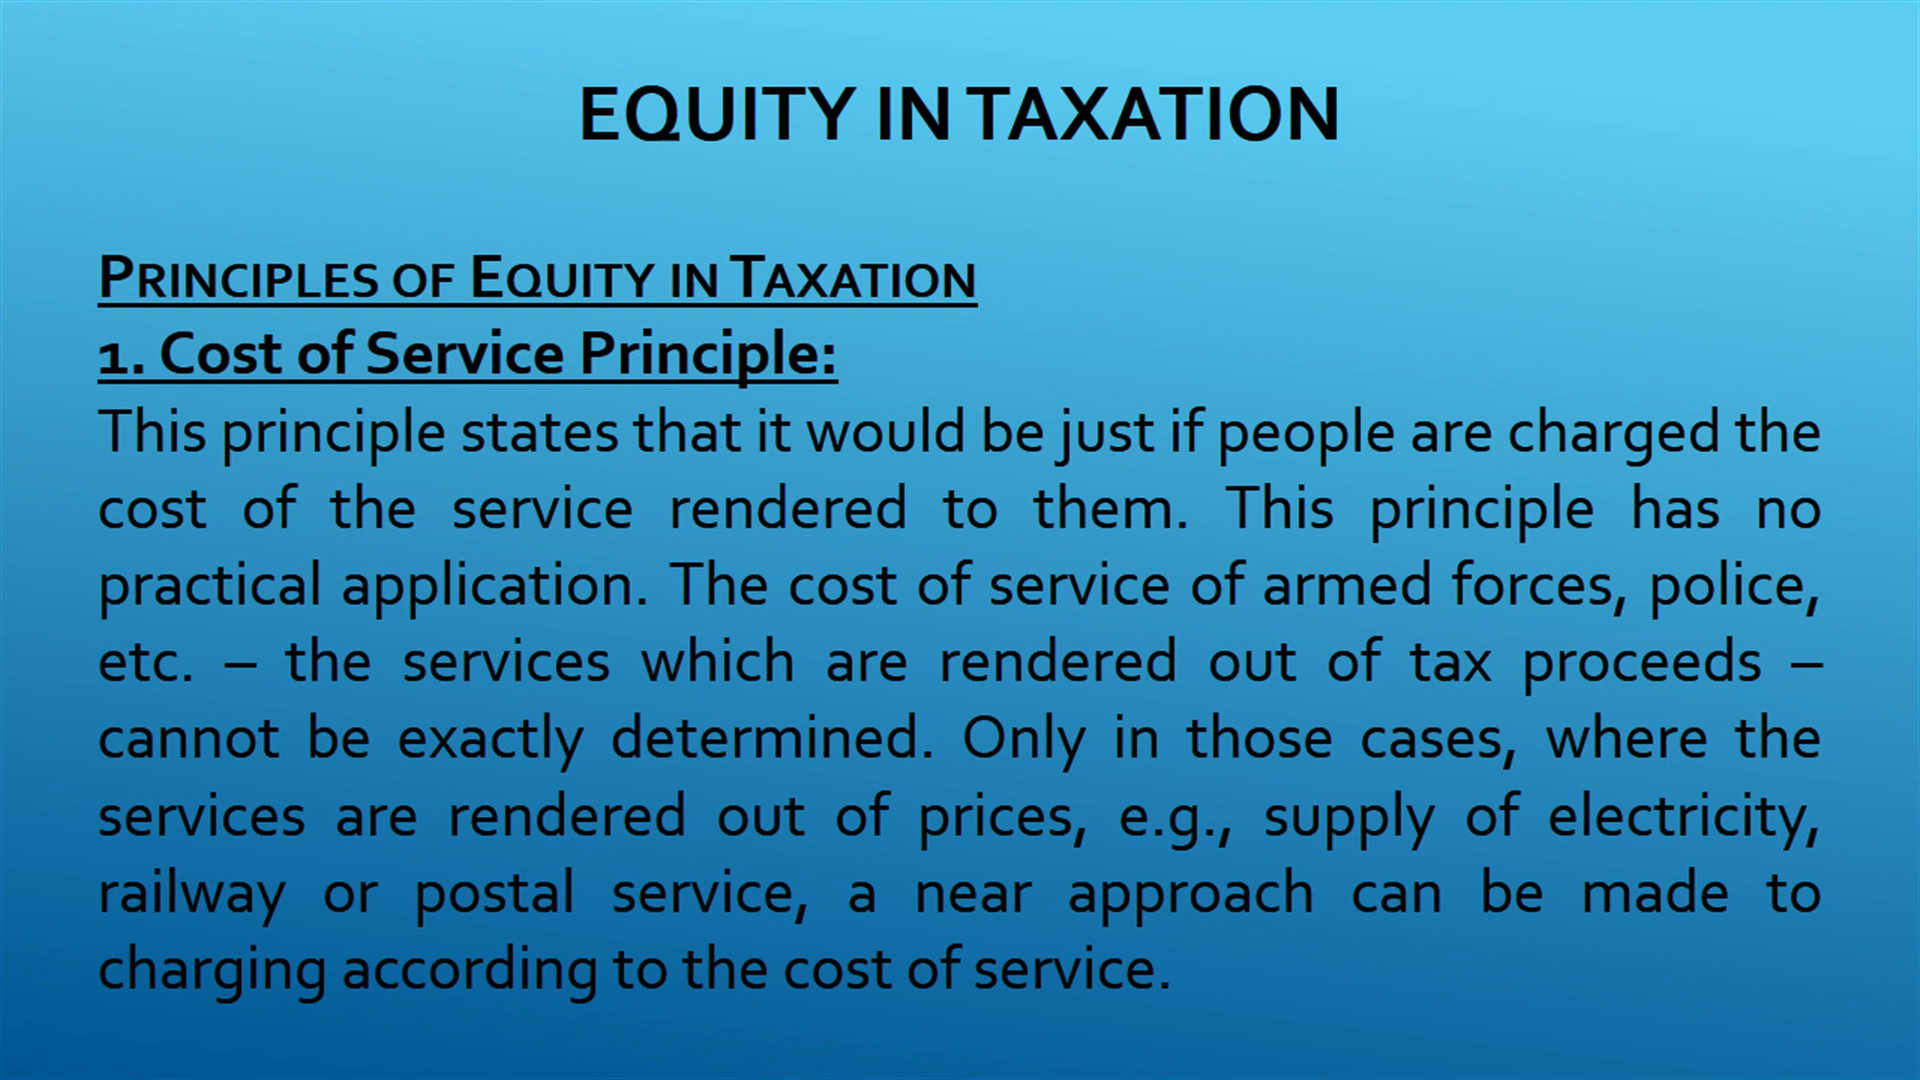 EQUITY IN TAXATION
PRINCIPLES OF EQUITY IN TAXATION
1. Cost of Service Principle:
This principle states that it would be just if people are charged the
cost of the service rendered to them. This principle has no
practical application. The cost of service of armed forces, police,
etc. – the services which are rendered out of tax proceeds –
cannot be exactly determined. Only in those cases, where the
services are rendered out of prices, e.g., supply of electricity,
railway or postal service, a near approach can be made to
charging according to the cost of service.